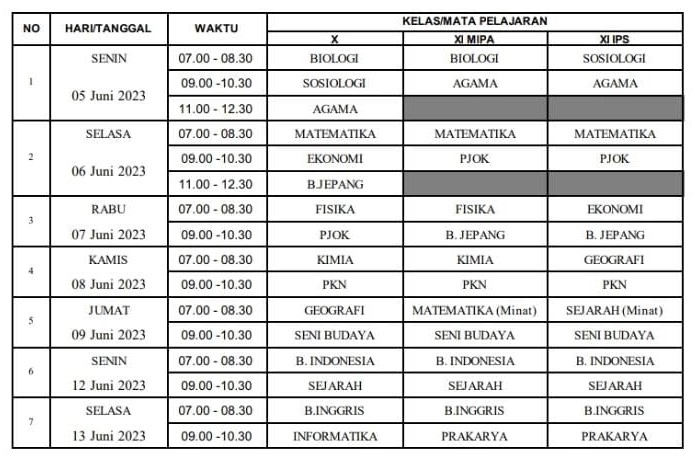 NO HARI/TANGGAL WAKTU KELAS/MATA PELAJARAN
X XI MIPA XI IPS
1 SENIN 07.00 - 08.30 BIOLOGI BIOLOGI SOSIOLOGI
05 Juni 2023 09.00 -10.30 SOSIOLOGI AGAMA AGAMA
11.00 - 12.30 AGAMA
2 SELASA 07.00 - 08.30 MATEMATIKA MATEMATIKA MATEMATIKA
06 Juni 2023 09.00 -10.30 EKONOMI PJOK PJOK
11.00 - 12.30 B.JEPANG
3 RABU 07.00 - 08.30 FISIKA FISIKA EKONOMI
07 Juni 2023 09.00 -10.30 PJOK B. JEPANG B. JEPANG
4 KAMIS 07.00 - 08.30 KIMIA KIMIA GEOGRAFI
08 Juni 2023 09.00 -10.30 PKN PKN PKN
5 JUMAT 07.00 - 08.30 GEOGRAFI MATEMATIKA (Minat) SEJARAH (Minat)
09 Juni 2023 09.00 -10.30 SENI BUDAYA SENI BUDAYA SENI BUDAYA
6 SENIN 07.00 - 08.30 B. INDONESIA B. INDONESIA B. INDONESIA
12 Juni 2023 09.00 -10.30 SEJARAH SEJARAH SEJARAH
7 SELASA 07.00 - 08.30 B.INGGRIS B.INGGRIS B.INGGRIS
13 Juni 2023 09.00 -10.30 INFORMATIKA PRAKARYA PRAKARYA